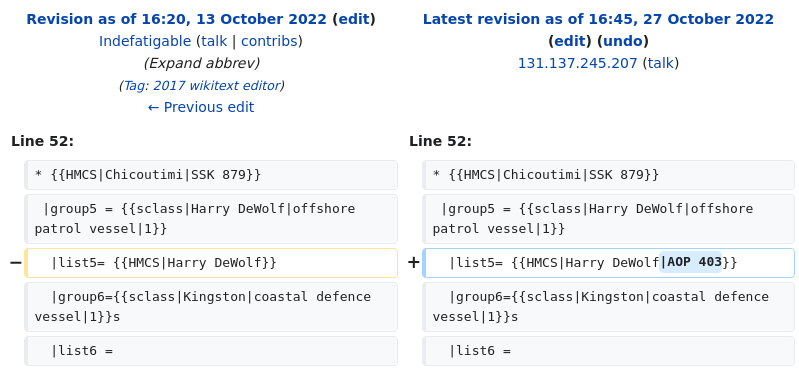 Revision as of 16:20, 13 October 2022 (edit)
Indefatigable (talk | contribs)
(Expand abbrev)
(Tag: 2017 wikitext editor)
← Previous edit
Latest revision as of 16:45, 27 October 2022
(edit) (undo)
131.137.245.207 (talk)
Line 52:
Line 52:
* {{HMCS|Chicoutimi|SSK 879}}
* {{HMCS|Chicoutimi|SSK 879}}
|group5 = {{sclass|Harry DeWolf|offshore
patrol vessel|1}}
|group5 = {{sclass|Harry DeWolf|offshore
patrol vessel|1}}
− |list5= {{HMCS|Harry DeWolf}}
+ |list5= {{HMCS|Harry DeWolf|AOP 403}}
|group6={{sclass|Kingston|coastal defence
vessel|1}}s
|group6={{sclass|Kingston|coastal defence
vessel|1}}s
|list6 =
|list6 =